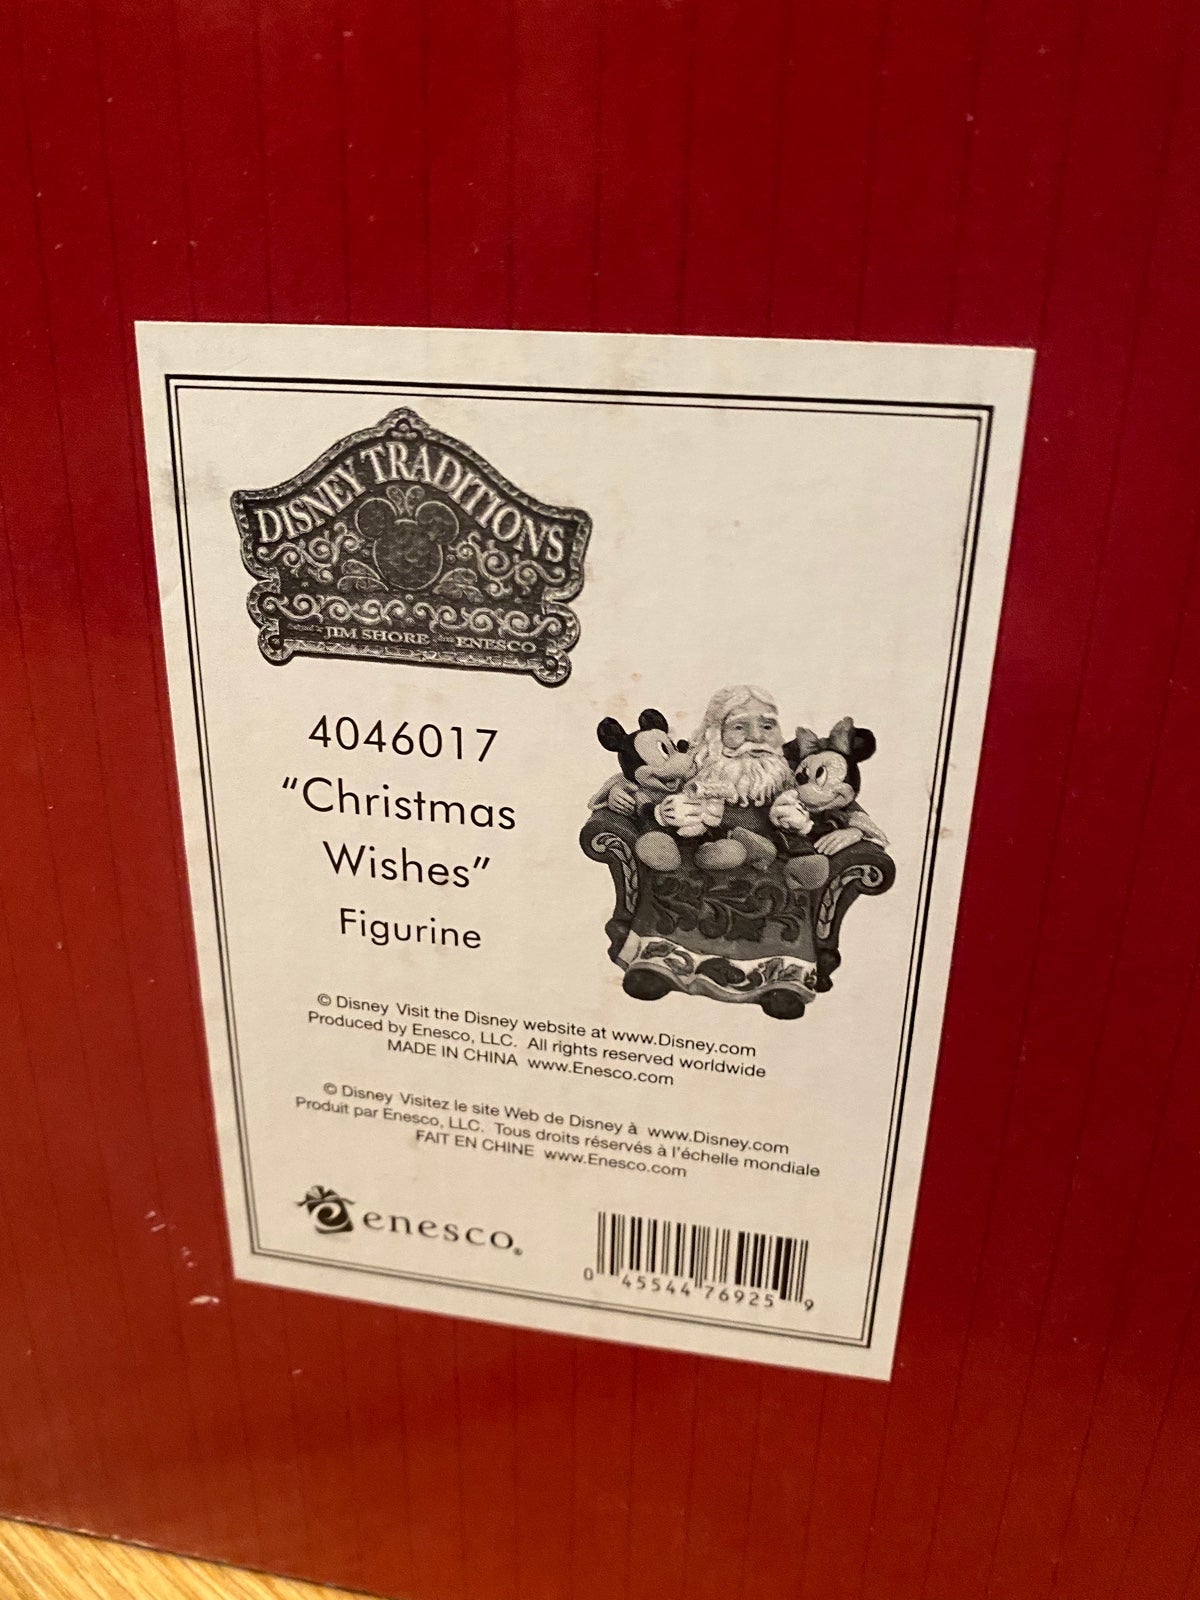 DISNEY TRADITIONS
JIM SHORE ENESCO
4046017
“Christmas
Wishes”
Figurine
© Disney Visit the Disney website at www.Disney.com
Produced by Enesco, LLC. All rights reserved worldwide
MADE IN CHINA www.Enesco.com
© Disney Visitez le site Web de Disney à www.Disney.com
Produit par Enesco, LLC. Tous droits réservés à l'échelle mondiale
FAIT EN CHINE www.Enesco.com
enesco®
0 45544 76925 9